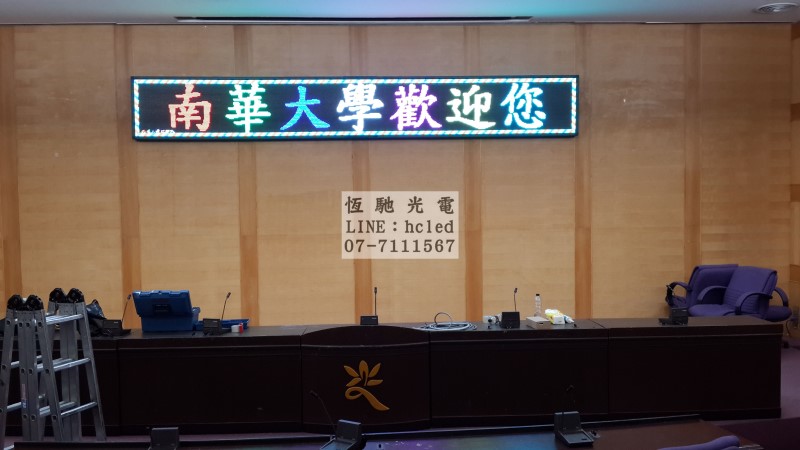 南華大學歡迎您
恆馳光電
LINE：hcled
07-7111567